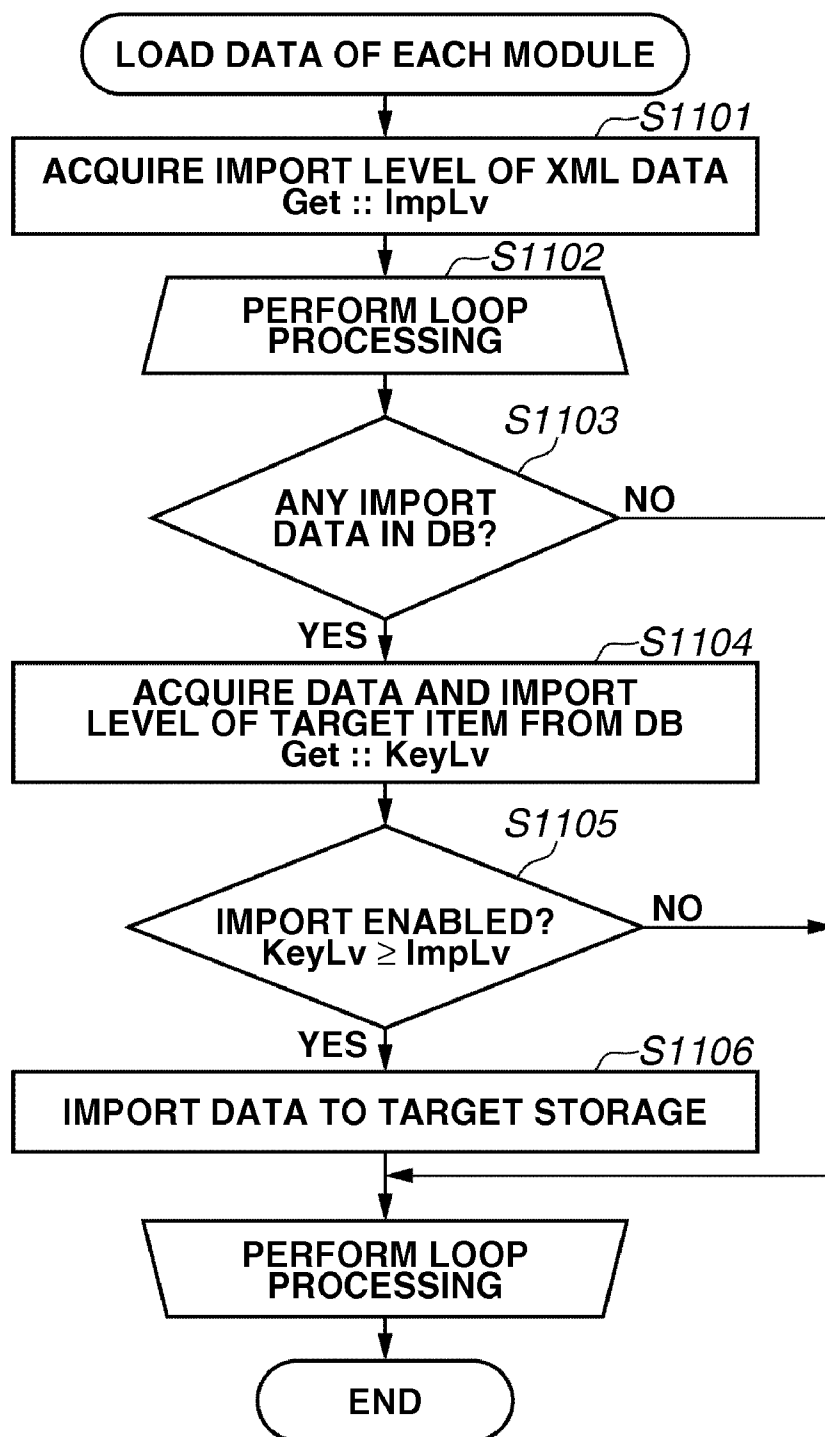 LOAD DATA OF EACH MODULE
S1101
ACQUIRE IMPORT LEVEL OF XML DATA
Get :: ImpLv
S1102
PERFORM LOOP
PROCESSING
S1103
ANY IMPORT
DATA IN DB?
NO
YES
S1104
ACQUIRE DATA AND IMPORT
LEVEL OF TARGET ITEM FROM DB
Get :: KeyLv
S1105
IMPORT ENABLED?
KeyLv ≥ ImpLv
NO
YES
S1106
IMPORT DATA TO TARGET STORAGE
PERFORM LOOP
PROCESSING
END